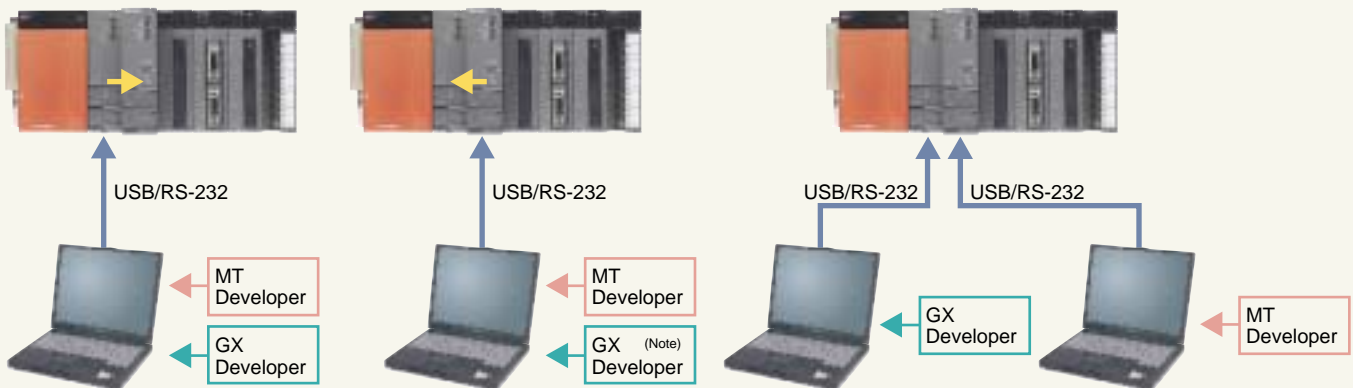 USB/RS-232
MT
Developer
GX
Developer
USB/RS-232
MT
Developer
GX (Note)
Developer
USB/RS-232
USB/RS-232
GX
Developer
MT
Developer